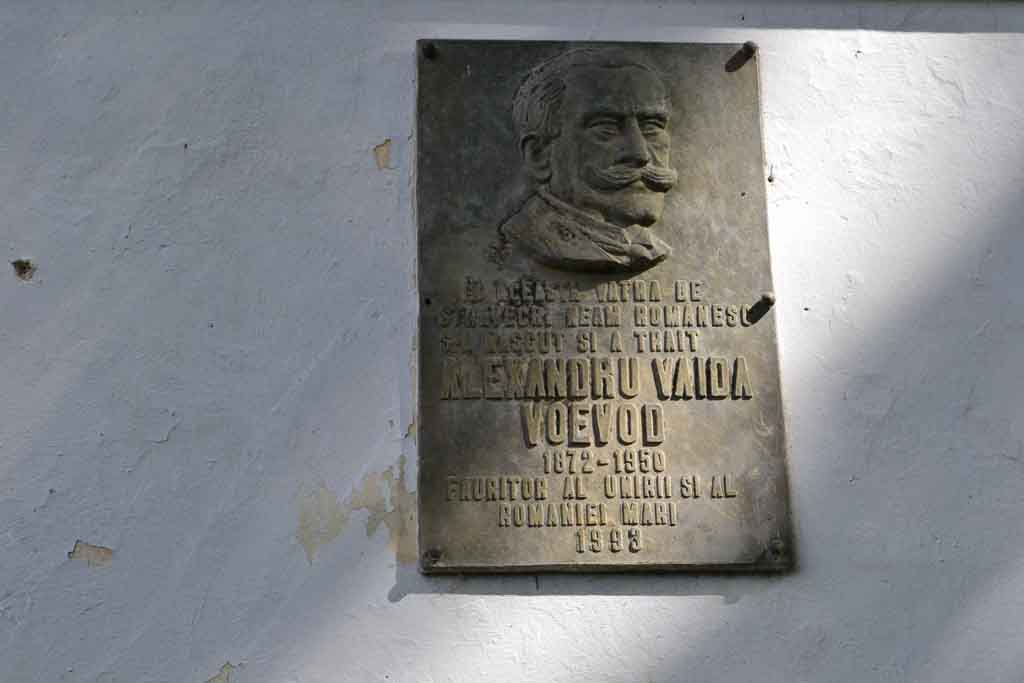 ACEASTA VATRA DE
STRAVECHI NEAM ROMANESC
S-A NASCUT SI A TRAIT
ALEXANDRU VAIDA
VOEVOD
1872-1950
FAURITOR AL UNIRII SI AL
ROMANIEI MARI
1993